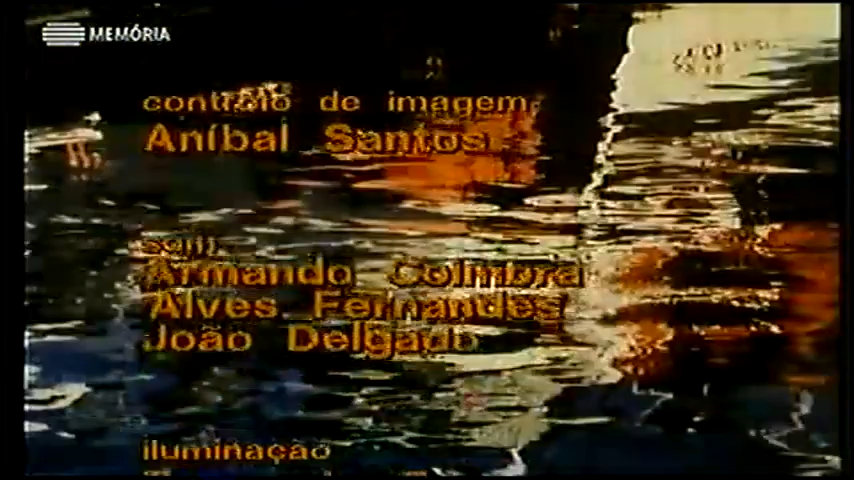 MEMÓRIA
controlo de imagem
Aníbal Santos
som
Armando Coimbra
Alves Fernandes
João Delgado
iluminação